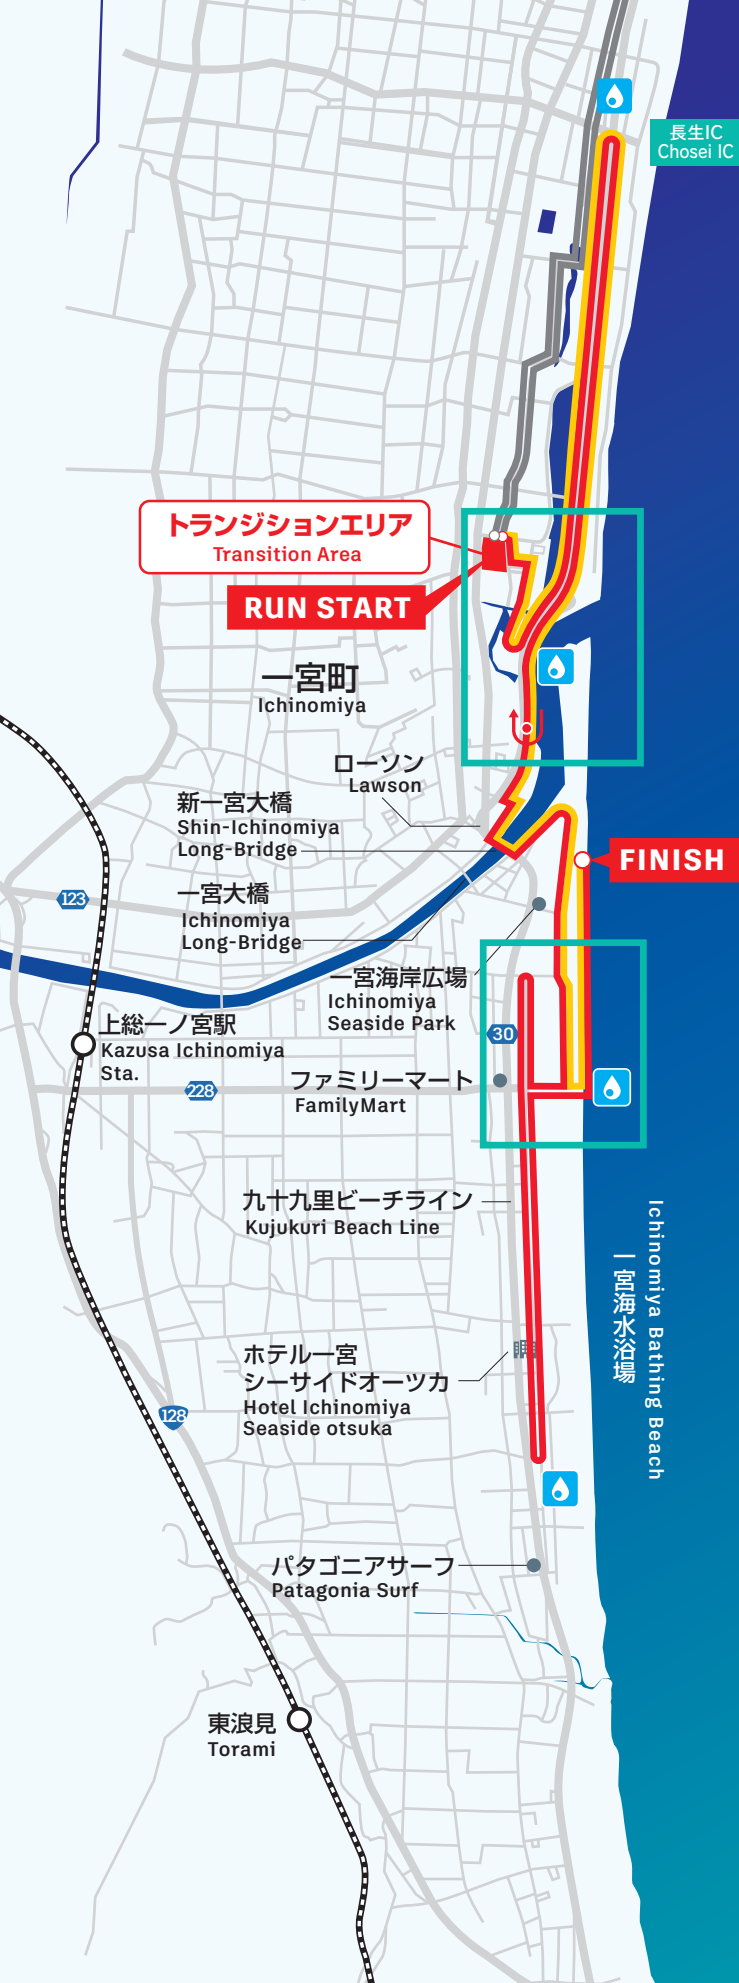 長生IC
Chosei IC
トランジションエリア
Transition Area
RUN START
一宮町
Ichinomiya
ローソン
Lawson
新一宮大橋
Shin-Ichinomiya
Long-Bridge
FINISH
123
一宮大橋
Ichinomiya
Long-Bridge
一宮海岸広場
Ichinomiya
Seaside Park
上総一ノ宮駅
Kazusa Ichinomiya
Sta.
30
ファミリーマート
FamilyMart
228
九十九里ビーチライン
Kujukuri Beach Line
一宮海水浴場
Ichinomiya Bathing Beach
ホテル一宮
シーサイドオーツカ
Hotel Ichinomiya
Seaside otsuka
128
パタゴニアサーフ
Patagonia Surf
東浪見
Torami